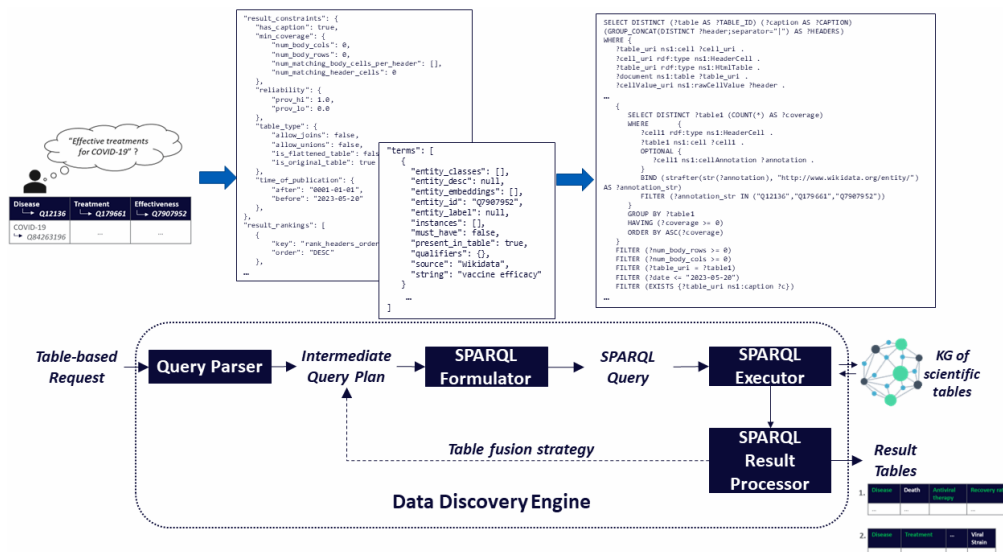 "Effective treatments
for COVID-19" ?
Disease Treatment Effectiveness
Q12136 Q179661 Q7907952
COVID-19 ... ...
Q84263196
"result_constraints": {
"has_caption": true,
"min_coverage": {
"num_body_cols": 0,
"num_body_rows": 0,
"num_matching_body_cells_per_header": [],
"num_matching_header_cells": 0
},
"reliability": {
"prov_hi": 1.0,
"prov_lo": 0.0
},
"table_type": {
"allow_joins": false,
"allow_unions": false,
"is_flattened_table": fals
"is_original_table": true
},
"time_of_publication": {
"after": "0001-01-01",
"before": "2023-05-20"
}
},
"result_rankings": [
{
"key": "rank_headers_order
"order": "DESC"
},
...
"terms": [
{
"entity_classes": [],
"entity_desc": null,
"entity_embeddings": [],
"entity_id": "Q7907952",
"entity_label": null,
"instances": [],
"must_have": false,
"present_in_table": true,
"qualifiers": {},
"source": "Wikidata",
"string": "vaccine efficacy"
}
...
]
SELECT DISTINCT (?table AS ?TABLE_ID) (?caption AS ?CAPTION)
(GROUP_CONCAT(DISTINCT ?header;separator="|") AS ?HEADERS)
WHERE {
?table_uri ns1:cell ?cell_uri .
?cell_uri rdf:type ns1:HeaderCell .
?table_uri rdf:type ns1:HtmlTable .
?document ns1:table ?table_uri .
?cellValue_uri ns1:rawCellValue ?header .
...
{
SELECT DISTINCT ?table1 (COUNT(*) AS ?coverage)
WHERE {
?cell1 rdf:type ns1:HeaderCell .
?table1 ns1:cell ?cell1 .
OPTIONAL {
?cell1 ns1:cellAnnotation ?annotation .
}
BIND (strafter(str(?annotation), "http://www.wikidata.org/entity/")
AS ?annotation_str)
FILTER (?annotation_str IN ("Q12136","Q179661","Q7907952"))
}
GROUP BY ?table1
HAVING (?coverage >= 0)
ORDER BY ASC(?coverage)
}
FILTER (?num_body_rows >= 0)
FILTER (?num_body_cols >= 0)
FILTER (?table_uri = ?table1)
FILTER (?date <= "2023-05-20")
FILTER (EXISTS {?table_uri ns1:caption ?c})
...
Table-based
Request
Query Parser
Intermediate
Query Plan
SPARQL
Formulator
SPARQL
Query
SPARQL
Executor
KG of
scientific
tables
Table fusion strategy
SPARQL
Result
Processor
Result
Tables
Data Discovery Engine
1. Disease Death Antiviral therapy Recovery ra
... ... ... ...
2. Disease Treatment ... Viral Strain